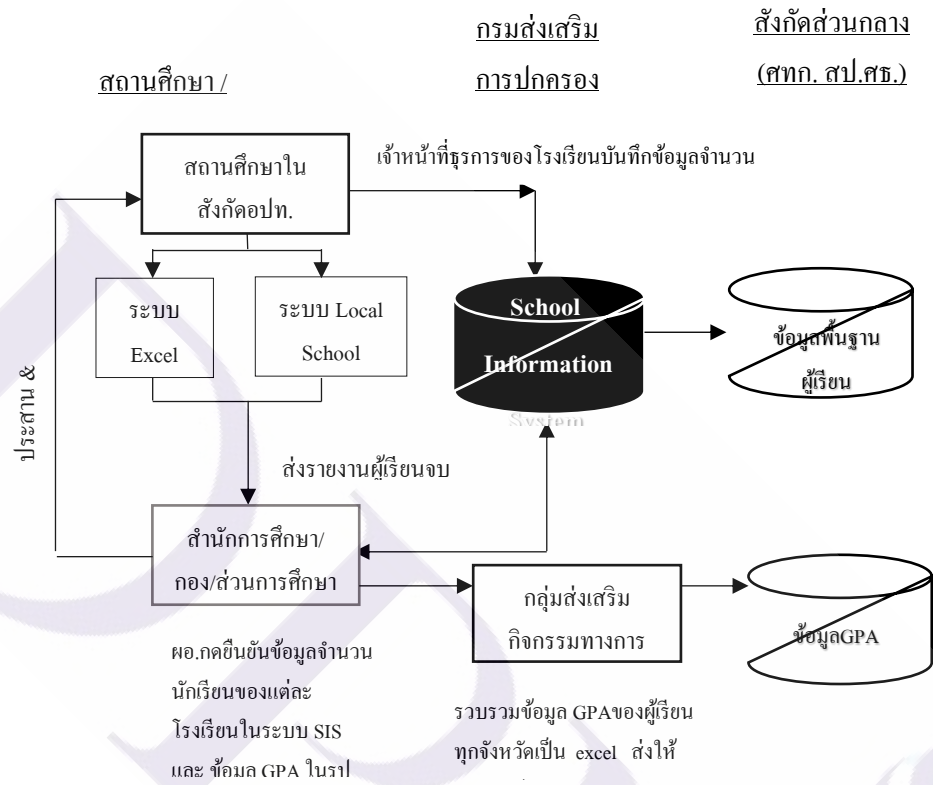 กรมส่งเสริม
การปกครอง
สังกัดส่วนกลาง
(ศทก. สป.ศธ.)
สถานศึกษา /
สถานศึกษาใน
สังกัดอปท.
เจ้าหน้าที่ธุรการของโรงเรียนบันทึกข้อมูลจำนวน
ระบบ
Excel
ระบบ Local
School
School
Information
System
ข้อมูลพื้นฐาน
ผู้เรียน
ประสาน &
ส่งรายงานผู้เรียนจบ
สำนักการศึกษา/
กอง/ส่วนการศึกษา
กลุ่มส่งเสริม
กิจกรรมทางการ
ข้อมูลGPA
ผอ.กดยืนยันข้อมูลจำนวน
นักเรียนของแต่ละ
โรงเรียนในระบบ SIS
และ ข้อมูล GPA ในรูป
รวบรวมข้อมูล GPAของผู้เรียน
ทุกจังหวัดเป็น excel ส่งให้